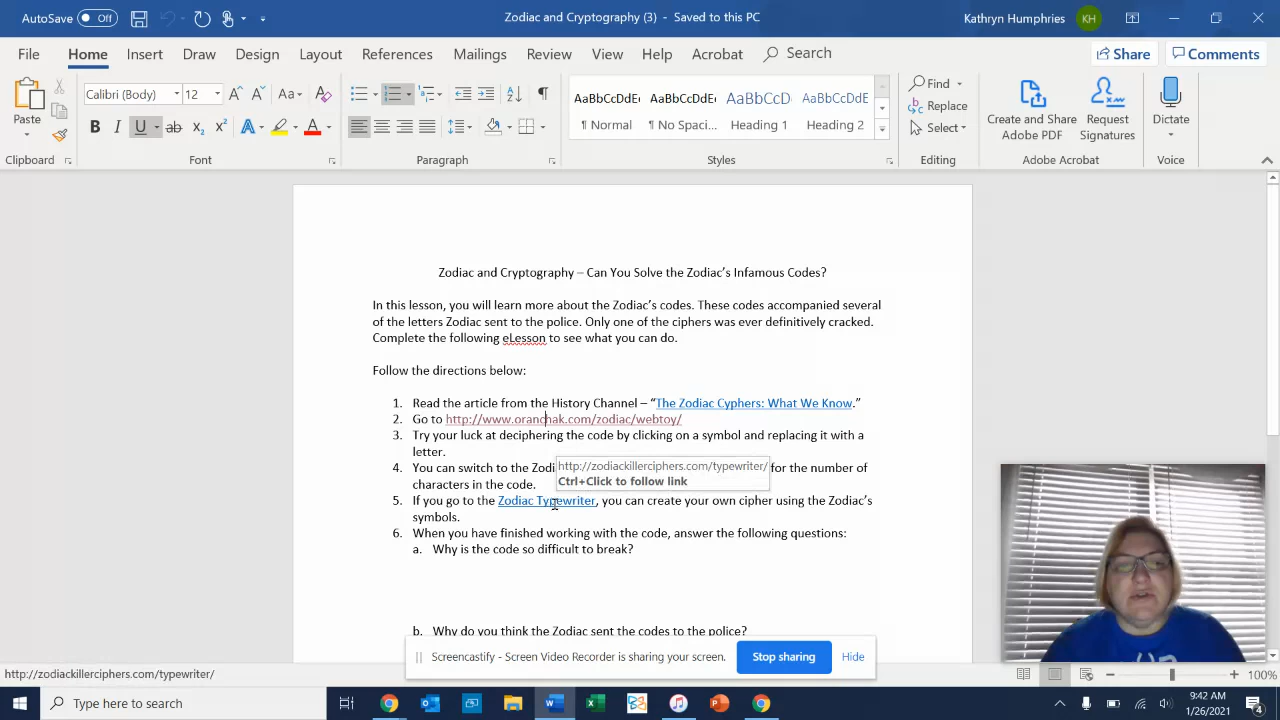 AutoSave Off Zodiac and Cryptography (3) - Saved to this PC Kathryn Humphries KH
File Home Insert Draw Design Layout References Mailings Review View Help Acrobat Search Share Comments
Calibri (Body) 12 Aa AaBbCcDdEe AaBbCcDdEe AaBbCcD AaBbCcDdE Find
Replace
Paste B I U ab x₂ x² A A ¶ Normal ¶ No Spaci... Heading 1 Heading 2 Select Create and Share Adobe PDF Request Signatures Dictate
Clipboard Font Paragraph Styles Editing Adobe Acrobat Voice
Zodiac and Cryptography – Can You Solve the Zodiac's Infamous Codes?
In this lesson, you will learn more about the Zodiac's codes. These codes accompanied several
of the letters Zodiac sent to the police. Only one of the ciphers was ever definitively cracked.
Complete the following eLesson to see what you can do.
Follow the directions below:
1. Read the article from the History Channel – "The Zodiac Cyphers: What We Know."
2. Go to http://www.oranchak.com/zodiac/webtoy/
3. Try your luck at deciphering the code by clicking on a symbol and replacing it with a
letter.
4. You can switch to the Zodi for the number of
characters in the code.
http://zodiackillerciphers.com/typewriter/
Ctrl+Click to follow link
5. If you go to the Zodiac Typewriter, you can create your own cipher using the Zodiac's
symbols.
6. When you have finished working with the code, answer the following questions:
a. Why is the code so difficult to break?
b. Why do you think the Zodiac sent the codes to the police?
Screencastify - Screen Video Recorder is sharing your screen. Stop sharing Hide
http://zodiackillerciphers.com/typewriter/ 100%
Type here to search 9:42 AM
1/26/2021 4